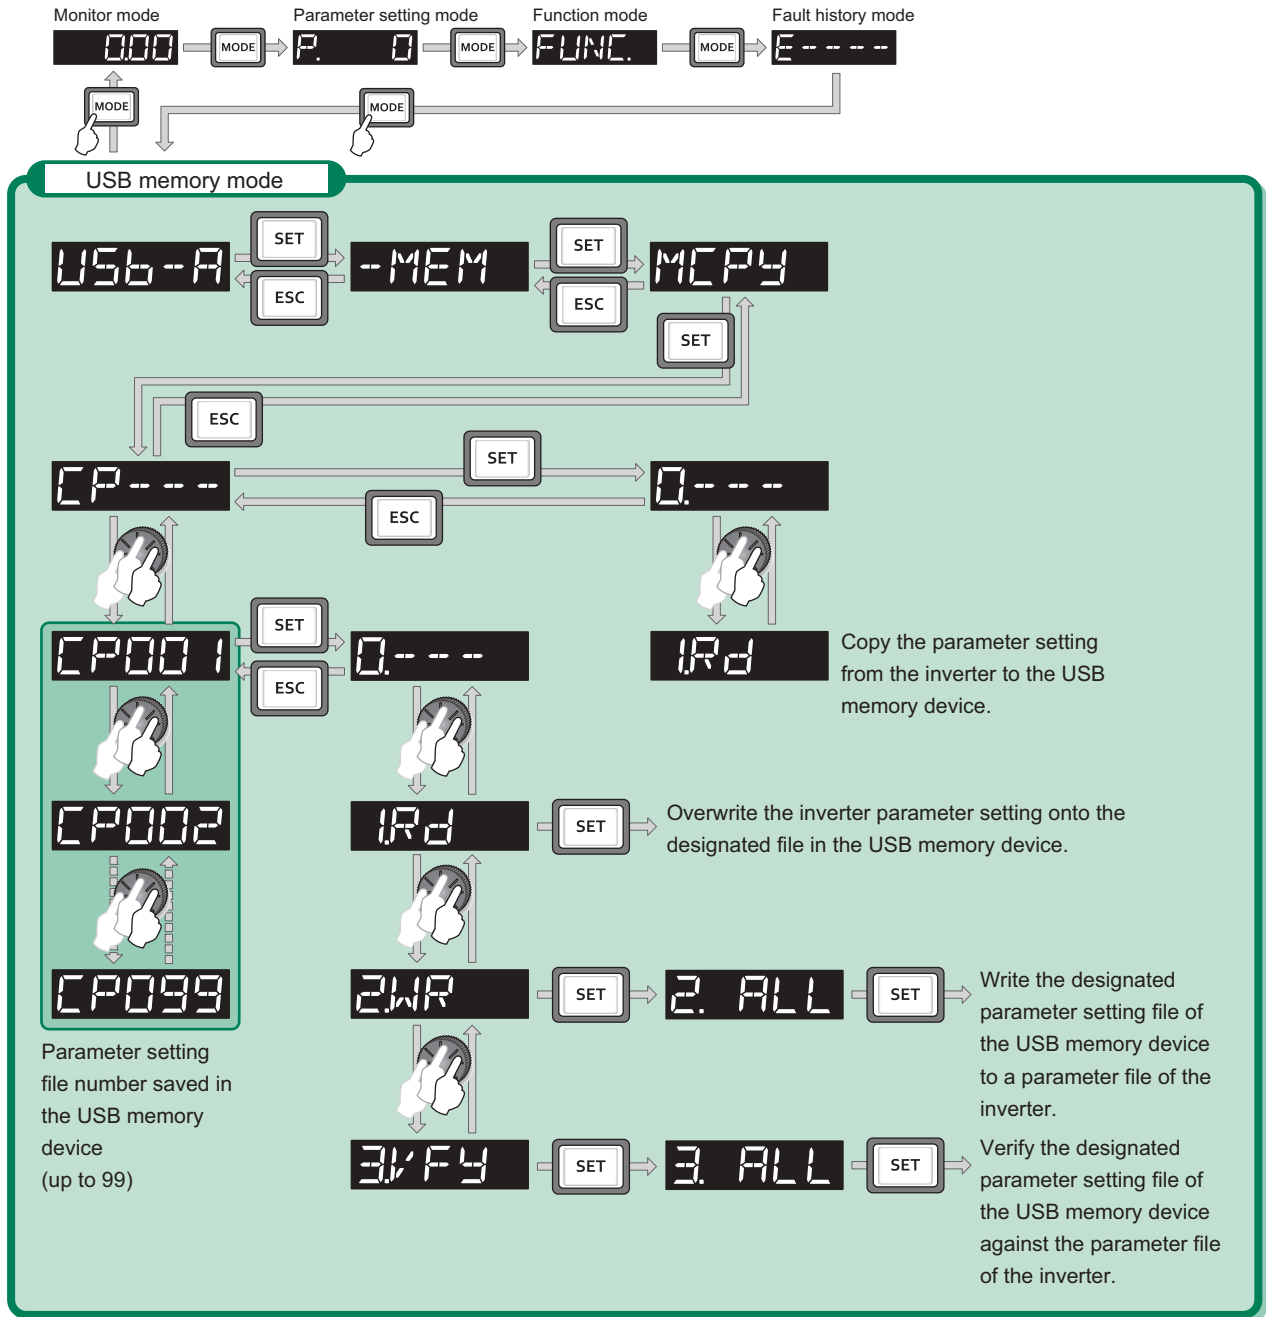 Monitor mode
Parameter setting mode
Function mode
Fault history mode
0.00
MODE
P. 0
MODE
FUNC.
MODE
E----
MODE
MODE
USB memory mode
USb-A
SET
ESC
-MEM
SET
ESC
MCPY
SET
ESC
CP---
SET
ESC
0.---
CP001
SET
ESC
0.---
1.Rd
Copy the parameter setting
from the inverter to the USB
memory device.
CP002
1.Rd
SET
Overwrite the inverter parameter setting onto the
designated file in the USB memory device.
CP099
2.WR
SET
2. ALL
SET
Write the designated
parameter setting file of
the USB memory device
to a parameter file of the
inverter.
Parameter setting
file number saved in
the USB memory
device
(up to 99)
3.VFY
SET
3. ALL
SET
Verify the designated
parameter setting file of
the USB memory device
against the parameter file
of the inverter.